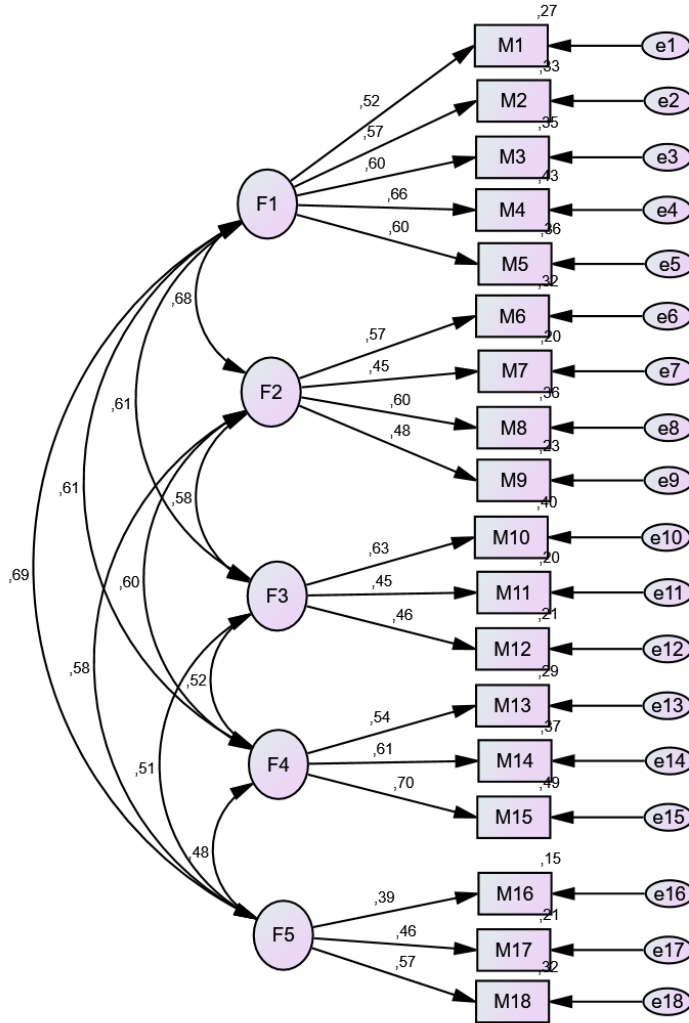 ,27
M1
e1
,33
,52
M2
e2
,57
,35
,60
M3
e3
,43
F1
,66
M4
e4
,36
,60
M5
e5
,32
,68
,57
M6
e6
,20
F2
,45
M7
e7
,36
,61
,60
M8
e8
,23
,48
M9
e9
,61
,58
,40
,63
M10
e10
,20
,69
,60
F3
,45
M11
e11
,21
,46
M12
e12
,29
,58
,52
,54
M13
e13
,37
,51
F4
,61
M14
e14
,49
,70
M15
e15
,48
,15
,39
M16
e16
,21
F5
,46
M17
e17
,32
,57
M18
e18